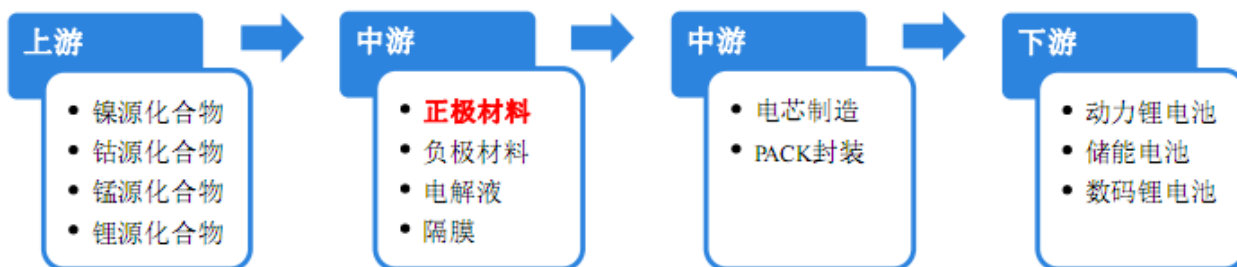 上游
镍源化合物
钴源化合物
锰源化合物
锂源化合物
中游
正极材料
负极材料
电解液
隔膜
中游
电芯制造
PACK封装
下游
动力锂电池
储能电池
数码锂电池